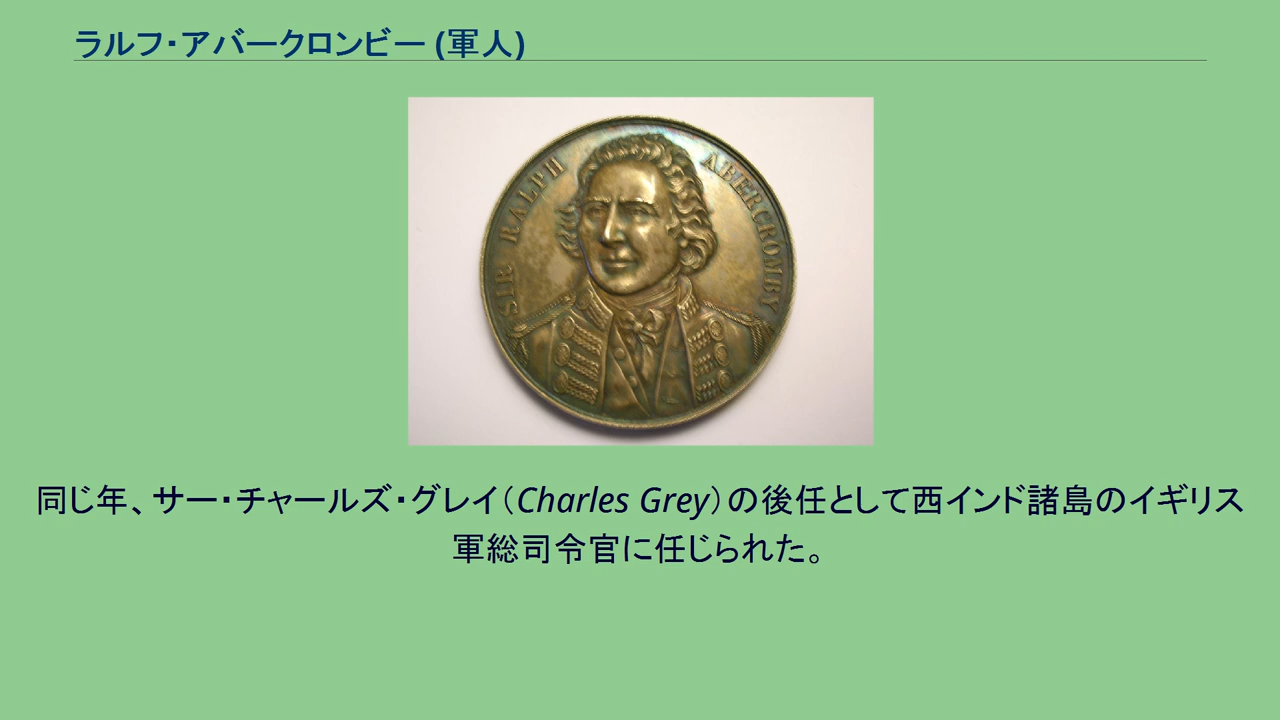 ラルフ・アバークロンビー (軍人)
SIR RALPH ABERCROMBY
同じ年、サー・チャールズ・グレイ（Charles Grey）の後任として西インド諸島のイギリス
軍総司令官に任じられた。